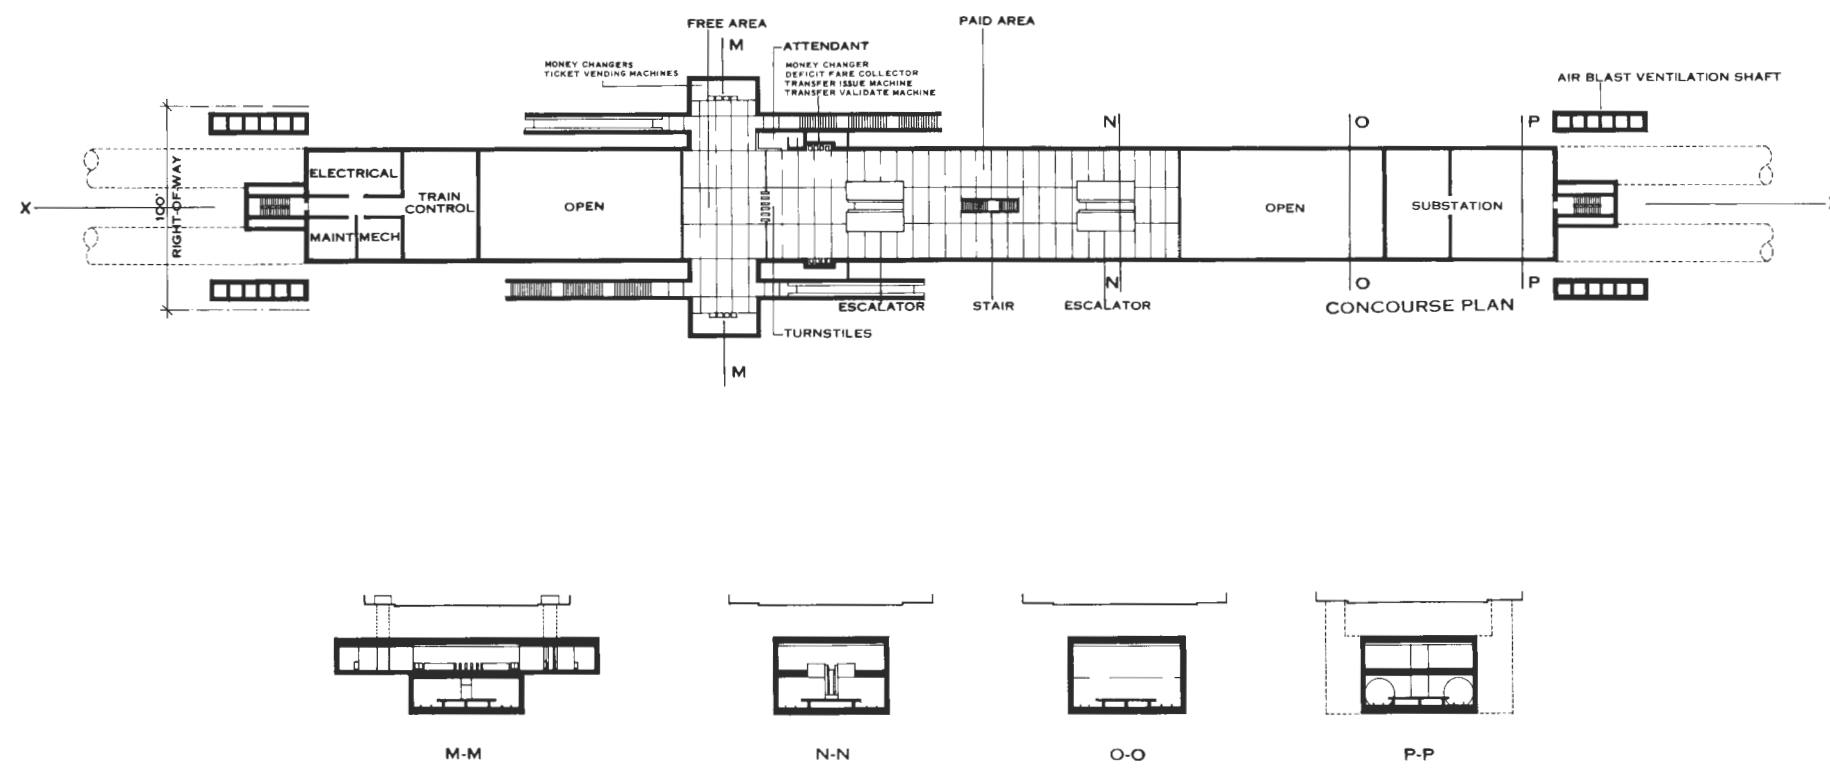 FREE AREA
PAID AREA
M
ATTENDANT
MONEY CHANGERS
TICKET VENDING MACHINES
MONEY CHANGER
DEFICIT FARE COLLECTOR
TRANSFER ISSUE MACHINE
TRANSFER VALIDATE MACHINE
AIR BLAST VENTILATION SHAFT
N
O
P
100'
RIGHT-OF-WAY
X
ELECTRICAL
TRAIN
CONTROL
MAINT
MECH
OPEN
OPEN
SUBSTATION
N
O
P
ESCALATOR
STAIR
ESCALATOR
CONCOURSE PLAN
TURNSTILES
M
M-M
N-N
O-O
P-P